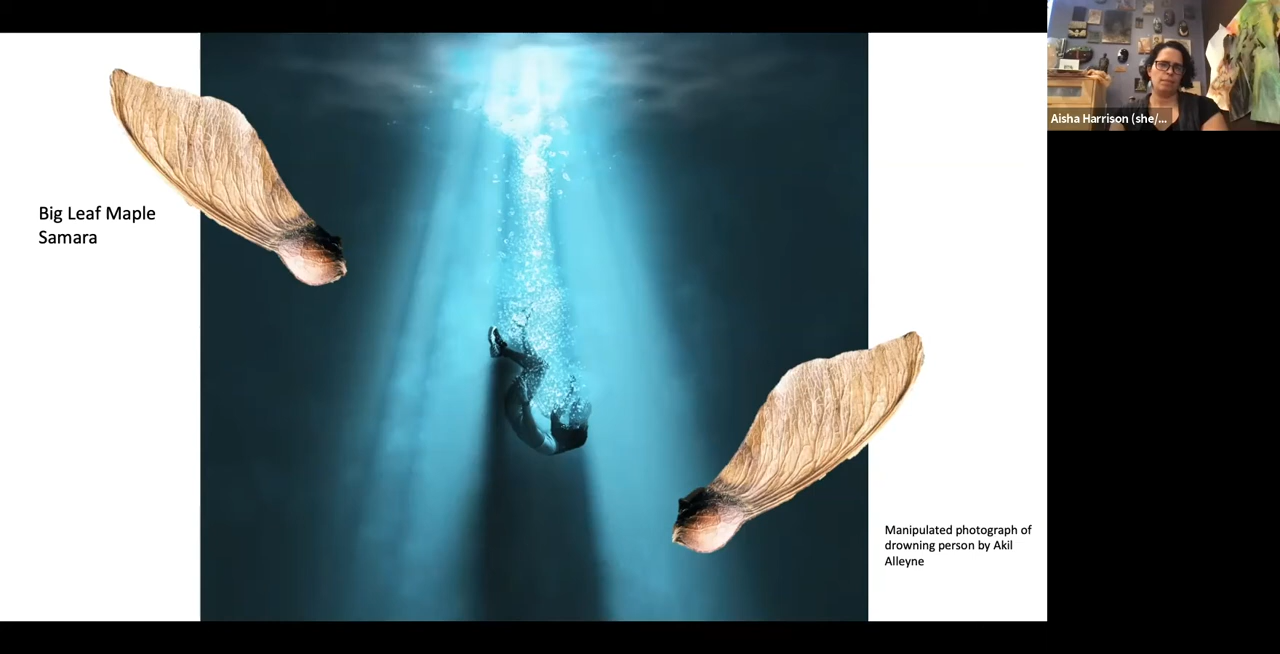 Aisha Harrison (she/...
Big Leaf Maple
Samara
Manipulated photograph of
drowning person by Akil
Alleyne